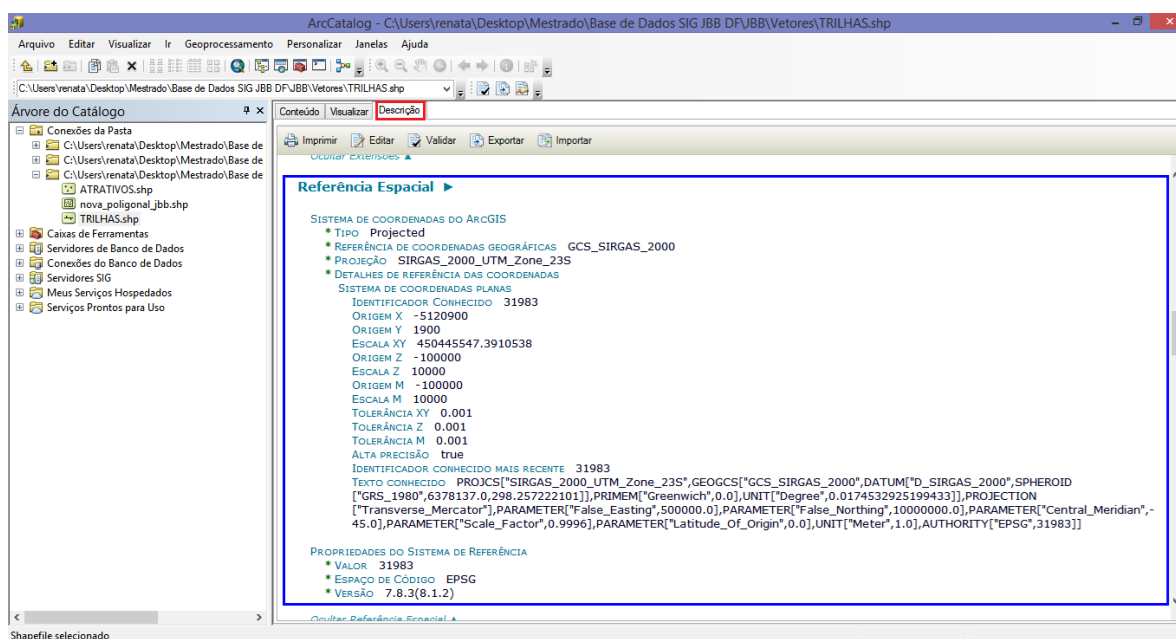 ArcCatalog - C:\Users\renata\Desktop\Mestrado\Base de Dados SIG JBB DF\JBB\Vetores\TRILHAS.shp
Arquivo Editar Visualizar Ir Geoprocessamento Personalizar Janelas Ajuda
C:\Users\renata\Desktop\Mestrado\Base de Dados SIG JBB DF\JBB\Vetores\TRILHAS.shp
Árvore do Catálogo
Conexões da Pasta
C:\Users\renata\Desktop\Mestrado\Base de
C:\Users\renata\Desktop\Mestrado\Base de
C:\Users\renata\Desktop\Mestrado\Base de
ATRATIVOS.shp
nova_poligonal_jbb.shp
TRILHAS.shp
Caixas de Ferramentas
Servidores de Banco de Dados
Conexões do Banco de Dados
Servidores SIG
Meus Serviços Hospedados
Serviços Prontos para Uso
Conteúdo Visualizar Descrição
Imprimir Editar Validar Exportar Importar
Ocultar Extensões ▲
Referência Espacial ►
SISTEMA DE COORDENADAS DO ARCGIS
* TIPO Projected
* REFERÊNCIA DE COORDENADAS GEOGRÁFICAS GCS_SIRGAS_2000
* PROJEÇÃO SIRGAS_2000_UTM_Zone_23S
* DETALHES DE REFERÊNCIA DAS COORDENADAS
SISTEMA DE COORDENADAS PLANAS
IDENTIFICADOR CONHECIDO 31983
ORIGEM X -5120900
ORIGEM Y 1900
ESCALA XY 450445547.3910538
ORIGEM Z -100000
ESCALA Z 10000
ORIGEM M -100000
ESCALA M 10000
TOLERÂNCIA XY 0.001
TOLERÂNCIA Z 0.001
TOLERÂNCIA M 0.001
ALTA PRECISÃO true
IDENTIFICADOR CONHECIDO MAIS RECENTE 31983
TEXTO CONHECIDO PROJCS["SIRGAS_2000_UTM_Zone_23S",GEOGCS["GCS_SIRGAS_2000",DATUM["D_SIRGAS_2000",SPHEROID
["GRS_1980",6378137.0,298.257222101]],PRIMEM["Greenwich",0.0],UNIT["Degree",0.0174532925199433]],PROJECTION
["Transverse_Mercator"],PARAMETER["False_Easting",500000.0],PARAMETER["False_Northing",10000000.0],PARAMETER["Central_Meridian",-
45.0],PARAMETER["Scale_Factor",0.9996],PARAMETER["Latitude_Of_Origin",0.0],UNIT["Meter",1.0],AUTHORITY["EPSG",31983]]
PROPRIEDADES DO SISTEMA DE REFERÊNCIA
* VALOR 31983
* ESPAÇO DE CÓDIGO EPSG
* VERSÃO 7.8.3(8.1.2)
Ocultar Referência Espacial ▲
Shapefile selecionado